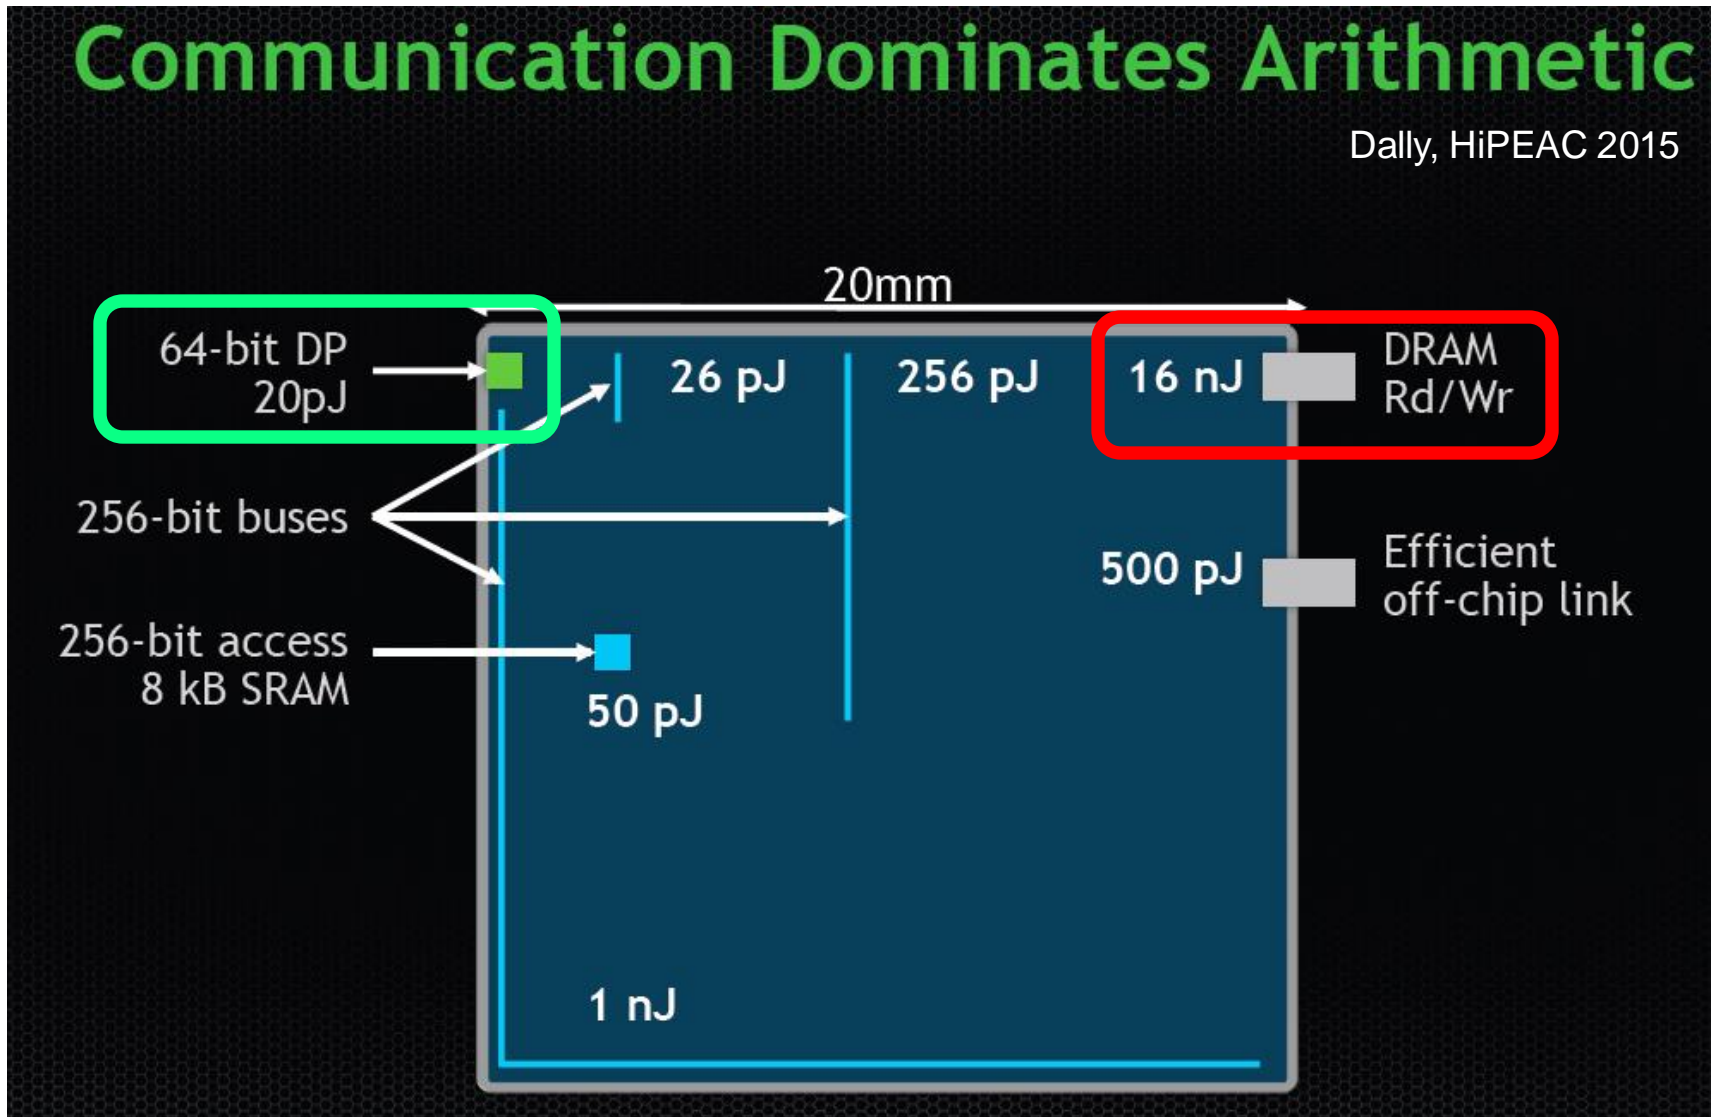 Communication Dominates Arithmetic
Dally, HiPEAC 2015
20mm
64-bit DP
20pJ
26 pJ
256 pJ
16 nJ
DRAM
Rd/Wr
256-bit buses
500 pJ
Efficient
off-chip link
256-bit access
8 kB SRAM
50 pJ
1 nJ